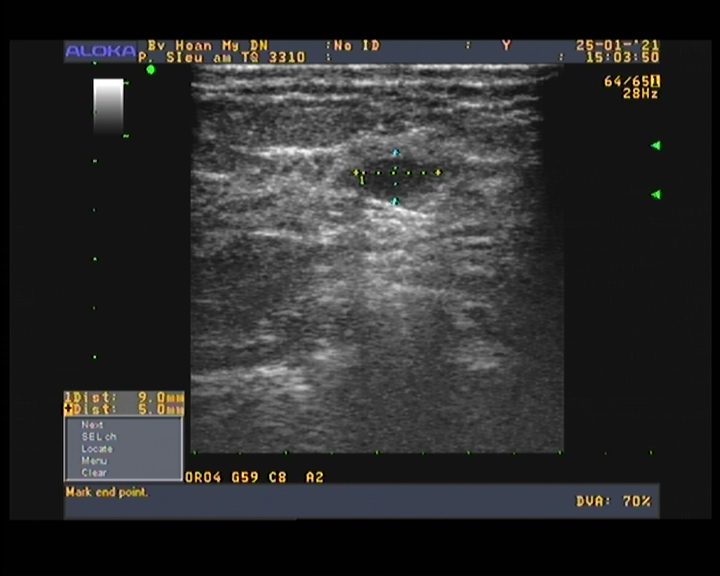 ALOKA
Bv Hoan My DN :No ID : Y 25-01-'21
P. SIeu am TQ 3310 : 15:03:50
64/651
28Hz
1
1Dist: 9.0mm
+Dist: 5.0mm
Next
SEL ch
Locate
Menu
Clear
OR04 G59 C8 A2
Mark end point.
DVA: 70%